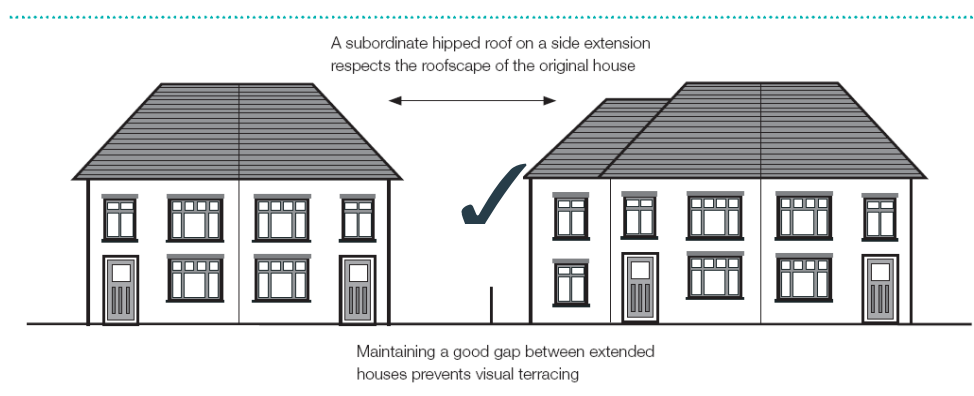 A subordinate hipped roof on a side extension
respects the roofscape of the original house
Maintaining a good gap between extended
houses prevents visual terracing